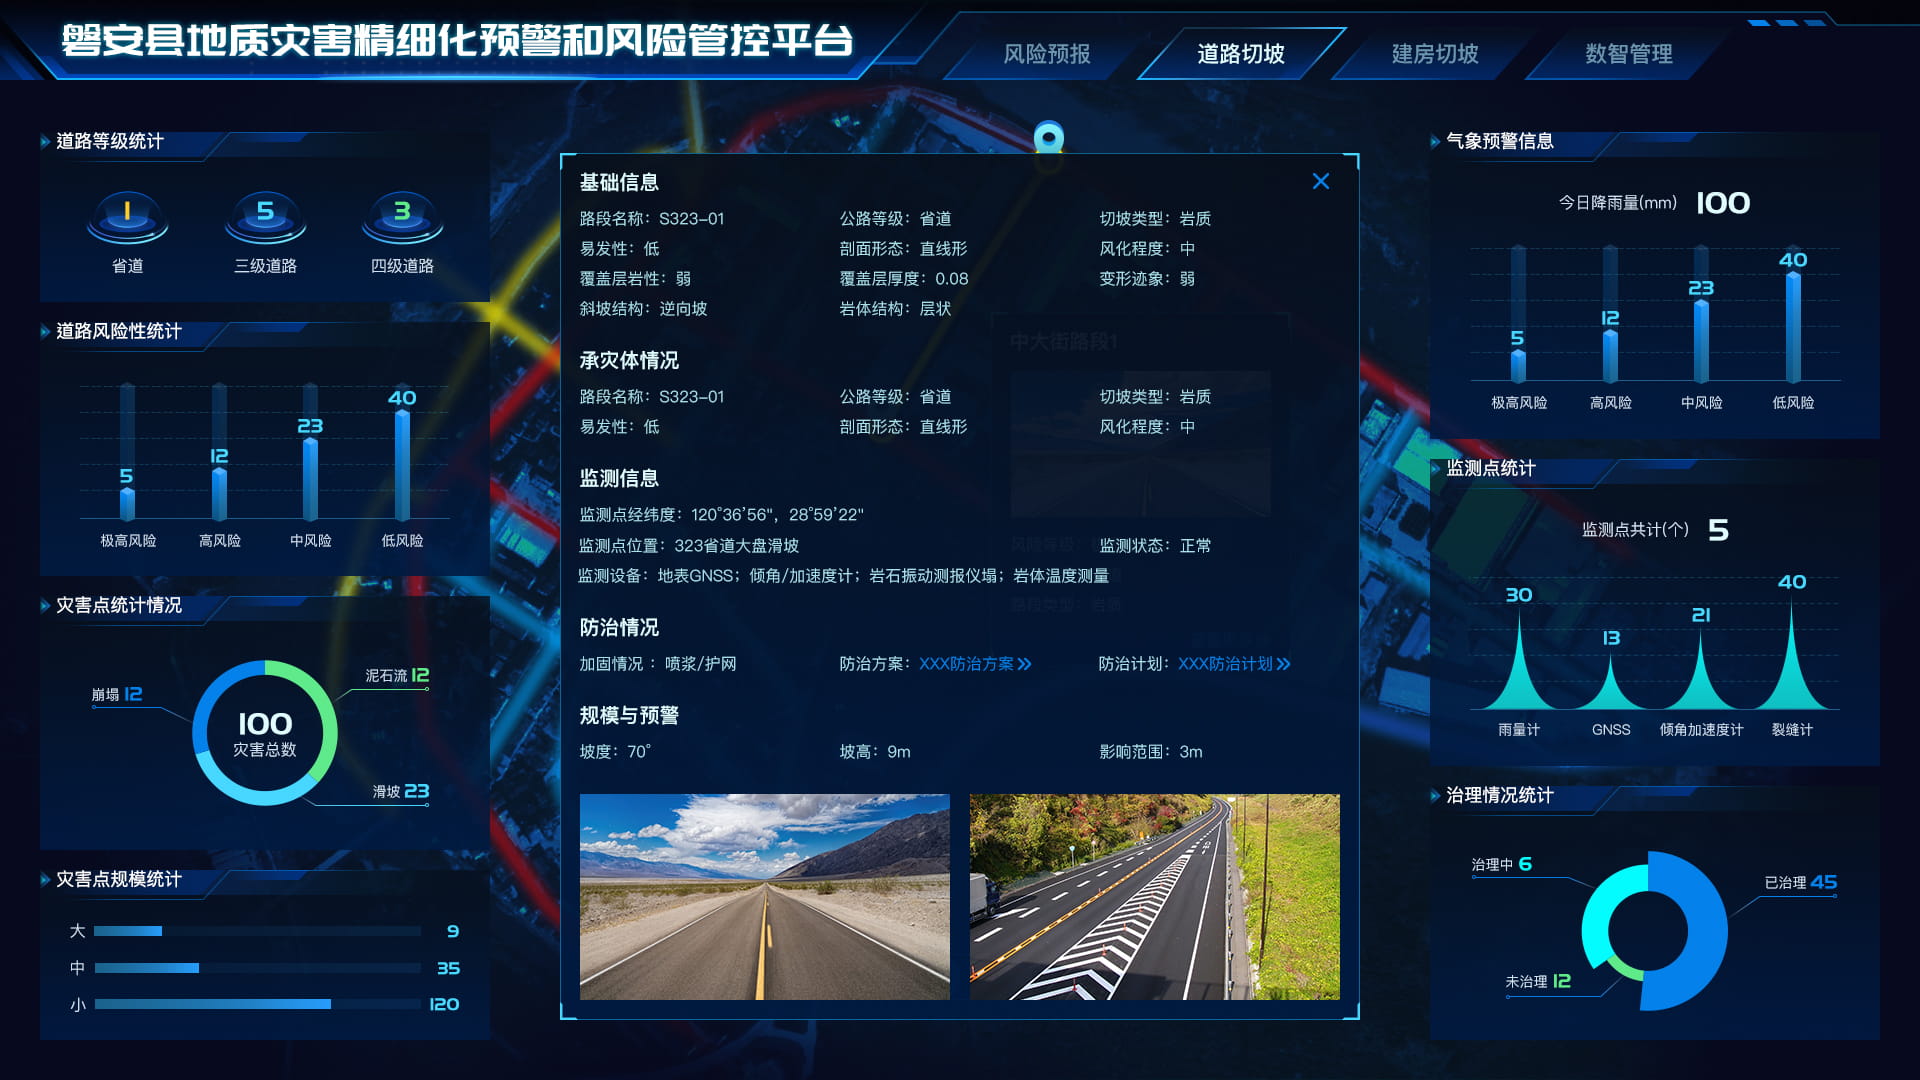 磐安县地质灾害精细化预警和风险管控平台
风险预报
道路切坡
建房切坡
数智管理
道路等级统计
1
5
3
省道
三级道路
四级道路
道路风险性统计
5
12
23
40
极高风险
高风险
中风险
低风险
灾害点统计情况
崩塌 12
泥石流 12
100
灾害总数
滑坡 23
灾害点规模统计
大 9
中 35
小 120
基础信息
路段名称：S323-01 公路等级：省道 切坡类型：岩质
易发性：低 剖面形态：直线形 风化程度：中
覆盖层岩性：弱 覆盖层厚度：0.08 变形迹象：弱
斜坡结构：逆向坡 岩体结构：层状
中大街路段1
承灾体情况
路段名称：S323-01 公路等级：省道 切坡类型：岩质
易发性：低 剖面形态：直线形 风化程度：中
监测信息
监测点经纬度：120°36'56"，28°59'22"
监测点位置：323省道大盘滑坡 监测状态：正常
监测设备：地表GNSS；倾角/加速度计；岩石振动测报仪塌；岩体温度测量
路段类型：岩质
防治情况
加固情况 ：喷浆/护网 防治方案：XXX防治方案 防治计划：XXX防治计划
规模与预警
坡度：70° 坡高：9m 影响范围：3m
气象预警信息
今日降雨量(mm) 100
5
12
23
40
极高风险
高风险
中风险
低风险
监测点统计
监测点共计(个) 5
30
13
21
40
雨量计
GNSS
倾角加速度计
裂缝计
治理情况统计
治理中 6
已治理 45
未治理 12